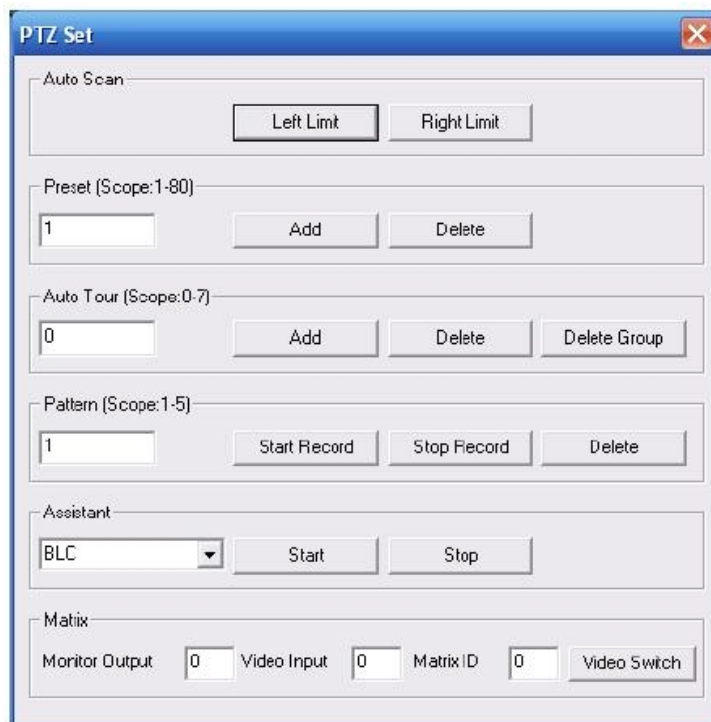 PTZ Set
Auto Scan
Left Limit Right Limit
Preset (Scope:1-80)
1 Add Delete
Auto Tour (Scope:0-7)
0 Add Delete Delete Group
Pattern (Scope:1-5)
1 Start Record Stop Record Delete
Assistant
BLC Start Stop
Matrix
Monitor Output 0 Video Input 0 Matrix ID 0 Video Switch